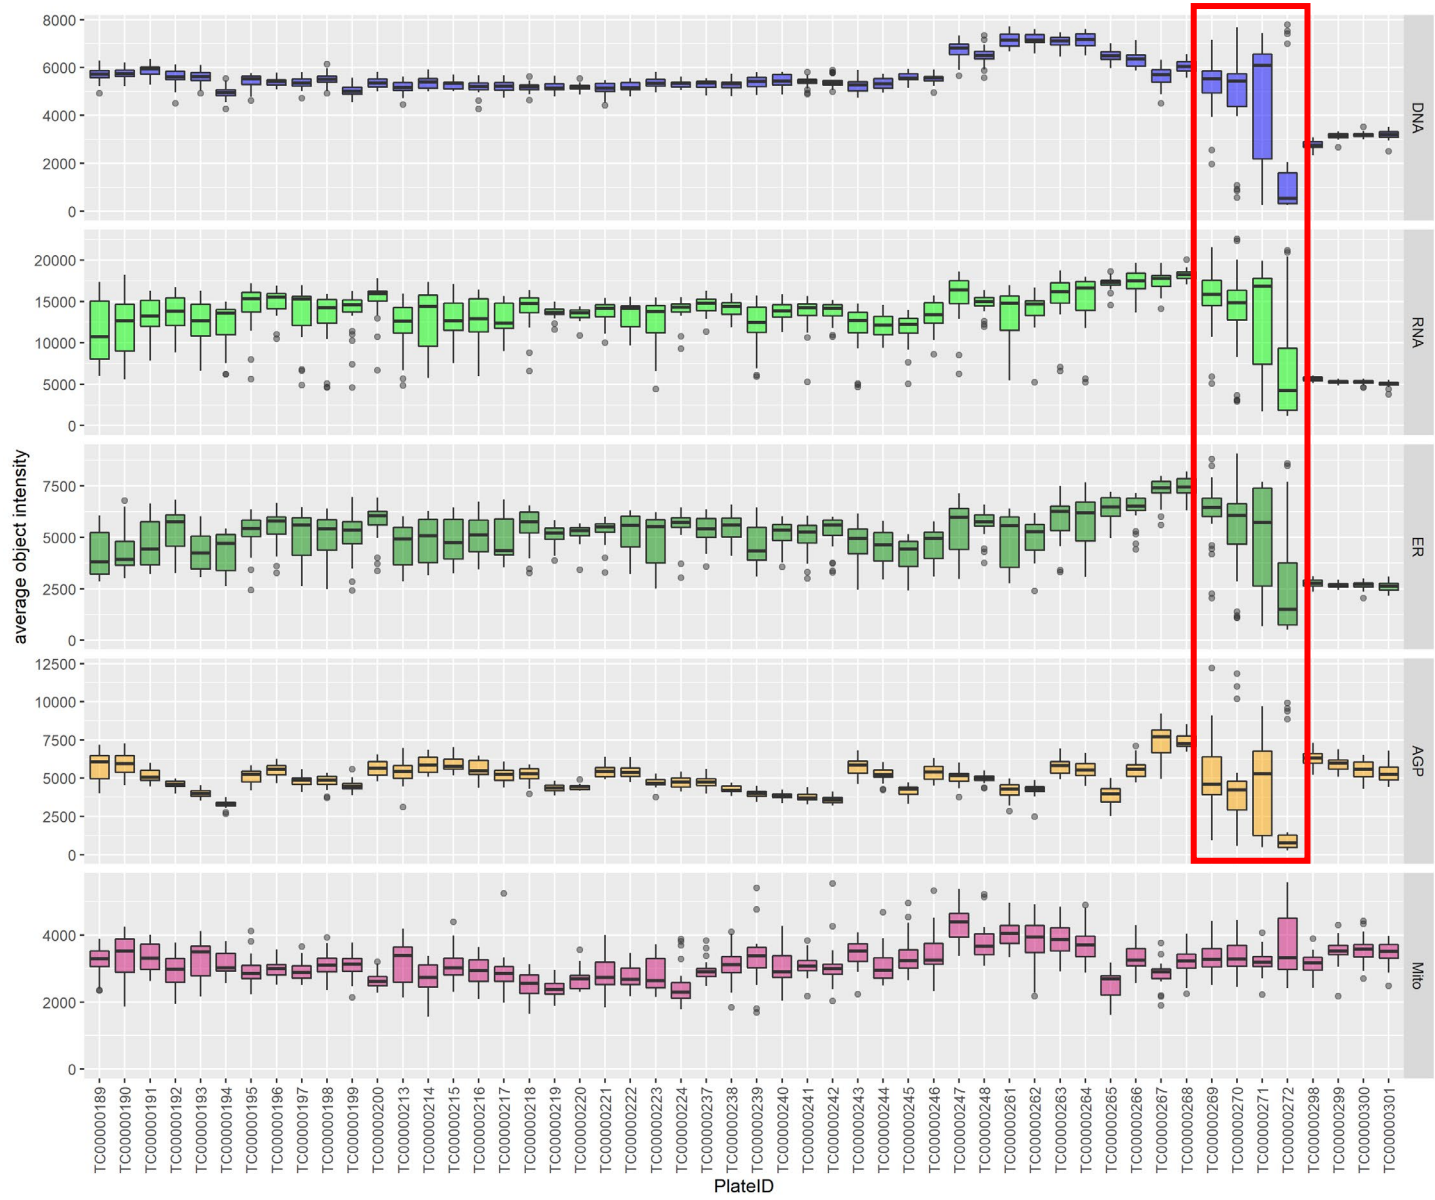 8000
6000
4000
2000
0
DNA
20000
15000
10000
5000
0
RNA
7500
5000
2500
0
ER
12500
10000
7500
5000
2500
0
AGP
4000
2000
0
Mito
average object intensity
TC00000189
TC00000190
TC00000191
TC00000192
TC00000193
TC00000194
TC00000195
TC00000196
TC00000197
TC00000198
TC00000199
TC00000200
TC00000213
TC00000214
TC00000215
TC00000216
TC00000217
TC00000218
TC00000219
TC00000220
TC00000221
TC00000222
TC00000223
TC00000224
TC00000237
TC00000238
TC00000239
TC00000240
TC00000241
TC00000242
TC00000243
TC00000244
TC00000245
TC00000246
TC00000247
TC00000248
TC00000261
TC00000262
TC00000263
TC00000264
TC00000265
TC00000266
TC00000267
TC00000268
TC00000269
TC00000270
TC00000271
TC00000272
TC00000298
TC00000299
TC00000300
TC00000301
PlateID